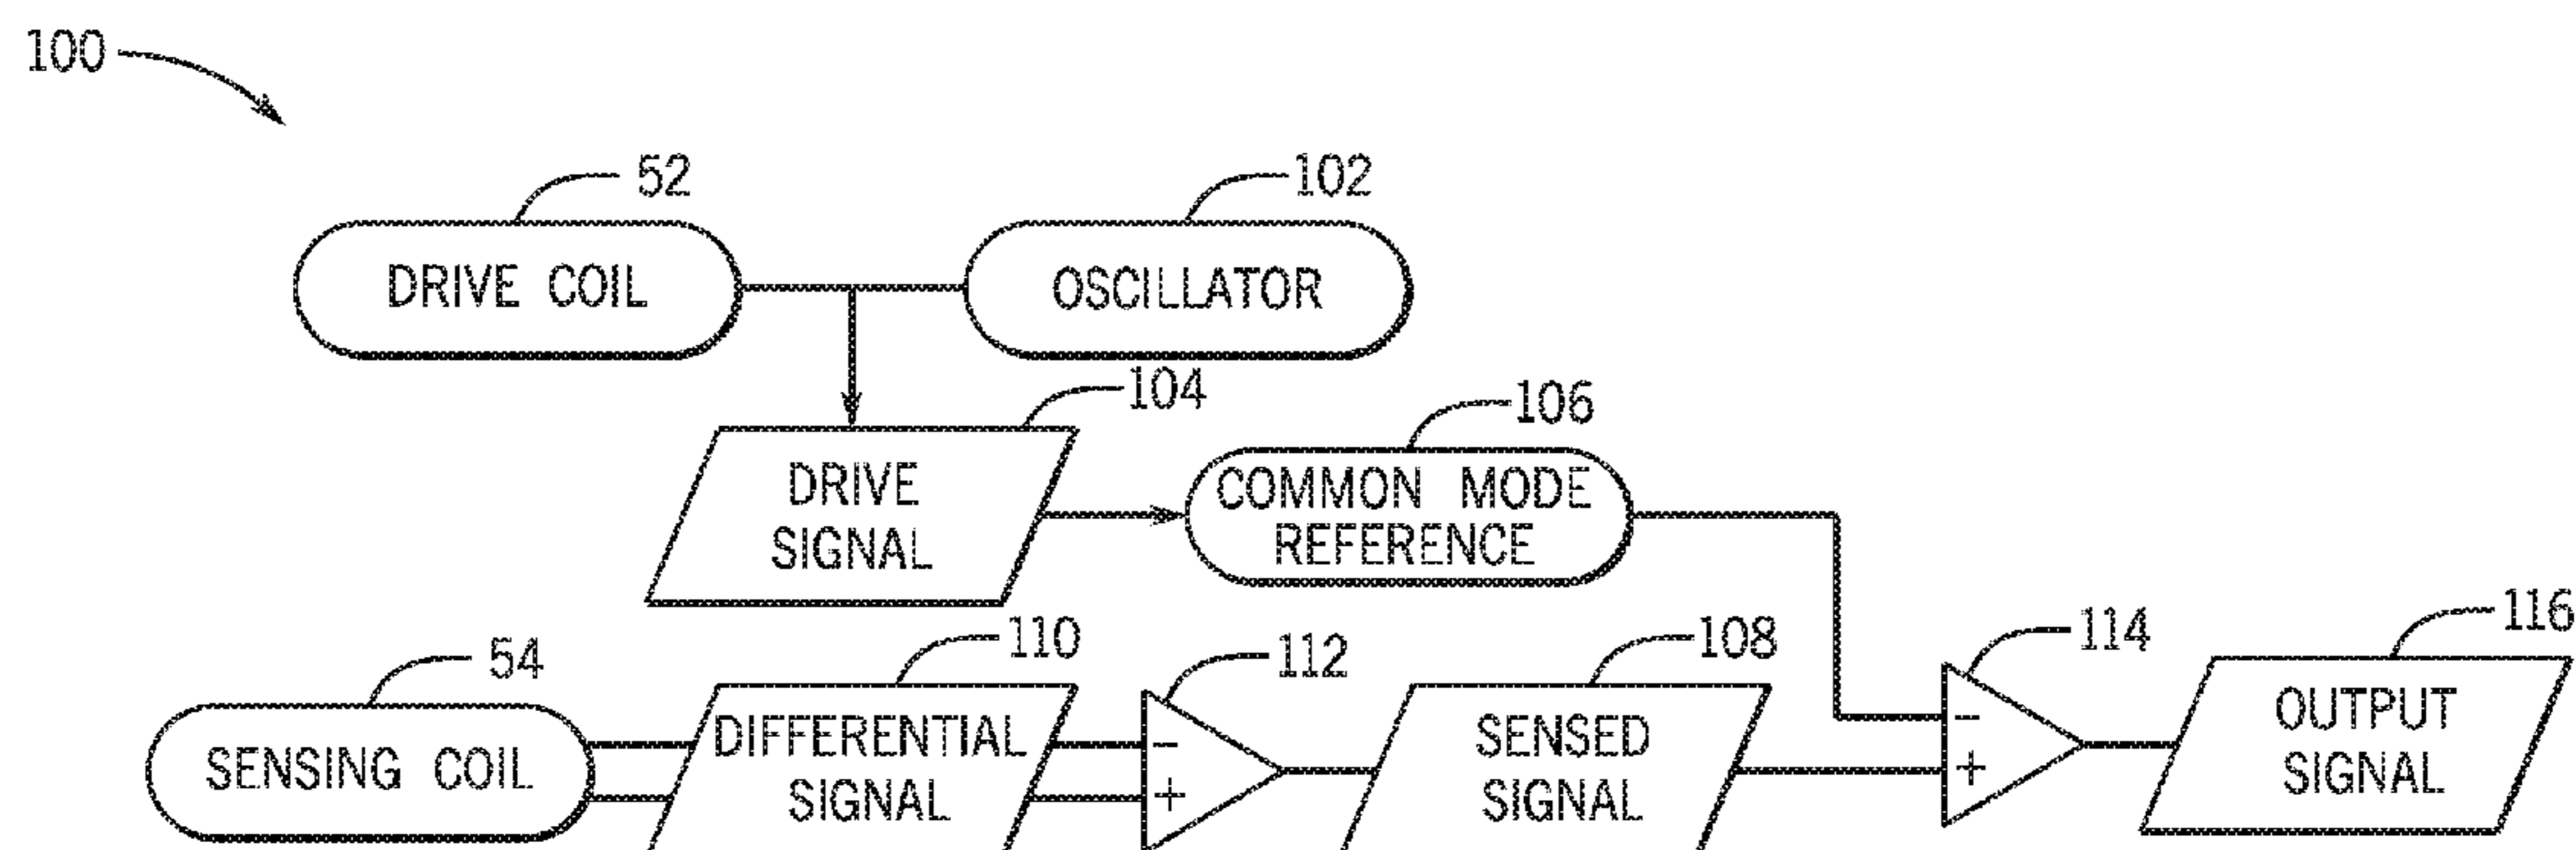 100
52
102
DRIVE COIL
OSCILLATOR
104
106
DRIVE
SIGNAL
COMMON MODE
REFERENCE
54
110
112
108
114
116
SENSING COIL
DIFFERENTIAL
SIGNAL
-
+
SENSED
SIGNAL
-
+
OUTPUT
SIGNAL